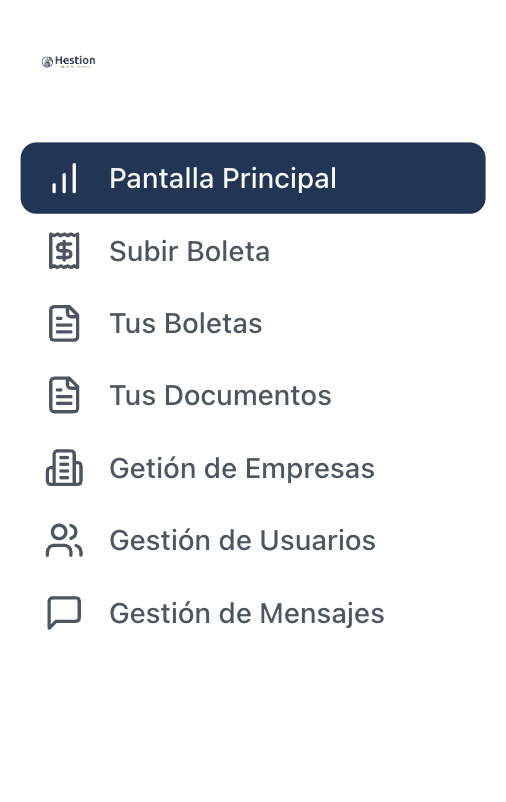 Hestion
Pantalla Principal
Subir Boleta
Tus Boletas
Tus Documentos
Getión de Empresas
Gestión de Usuarios
Gestión de Mensajes